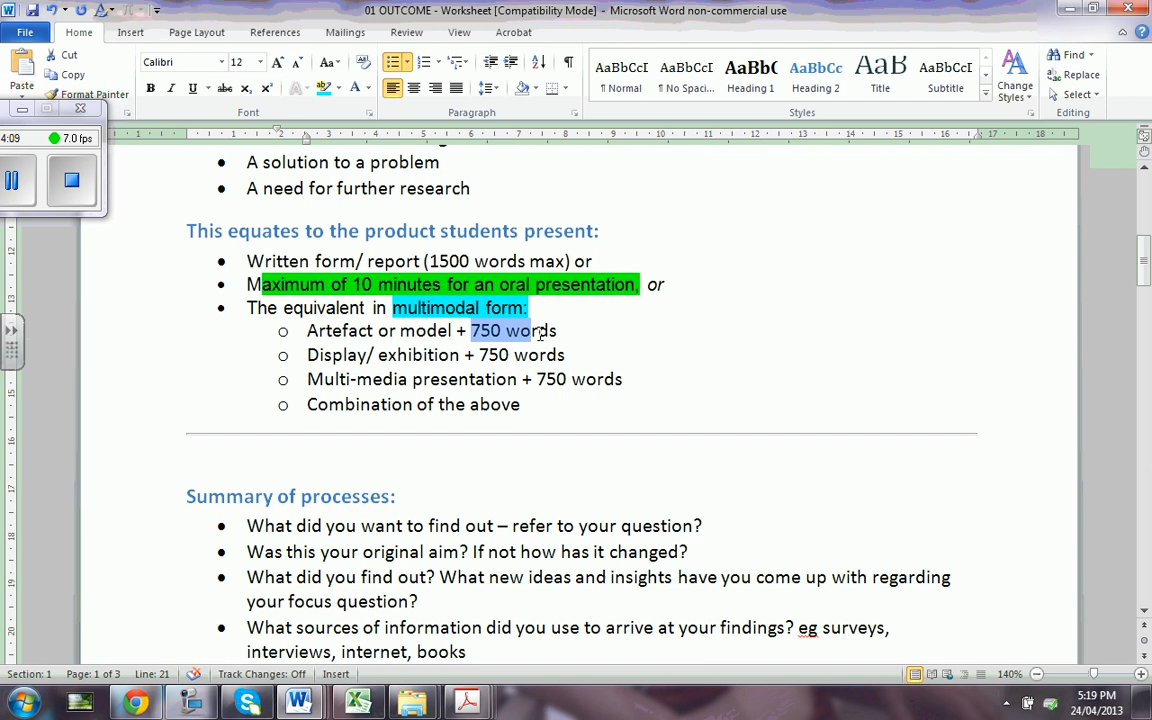 01 OUTCOME - Worksheet [Compatibility Mode] - Microsoft Word non-commercial use
File Home Insert Page Layout References Mailings Review View Acrobat
Cut
Copy
Format Painter
Paste
Calibri 12
AaBbCcI AaBbCcI AaBb( AaBbCcI AaB AaBbCcI
¶ Normal ¶ No Spaci... Heading 1 Heading 2 Title Subtitle
Change Styles
Find
Replace
Select
Font Paragraph Styles Editing
4:09 7.0 fps
A solution to a problem
A need for further research
This equates to the product students present:
Written form/ report (1500 words max) or
Maximum of 10 minutes for an oral presentation, or
The equivalent in multimodal form:
Artefact or model + 750 words
Display/ exhibition + 750 words
Multi-media presentation + 750 words
Combination of the above
Summary of processes:
What did you want to find out – refer to your question?
Was this your original aim? If not how has it changed?
What did you find out? What new ideas and insights have you come up with regarding
your focus question?
What sources of information did you use to arrive at your findings? eg surveys,
interviews, internet, books
Section: 1 Page: 1 of 3 Line: 21 Track Changes: Off Insert 140%
5:19 PM
24/04/2013